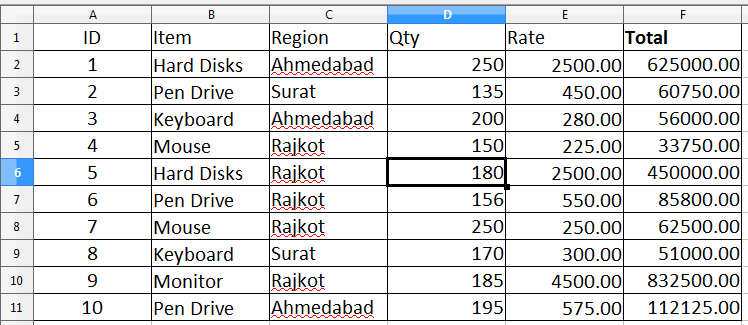 A B C D E F
1 ID Item Region Qty Rate Total
2 1 Hard Disks Ahmedabad 250 2500.00 625000.00
3 2 Pen Drive Surat 135 450.00 60750.00
4 3 Keyboard Ahmedabad 200 280.00 56000.00
5 4 Mouse Rajkot 150 225.00 33750.00
6 5 Hard Disks Rajkot 180 2500.00 450000.00
7 6 Pen Drive Rajkot 156 550.00 85800.00
8 7 Mouse Rajkot 250 250.00 62500.00
9 8 Keyboard Surat 170 300.00 51000.00
10 9 Monitor Rajkot 185 4500.00 832500.00
11 10 Pen Drive Ahmedabad 195 575.00 112125.00